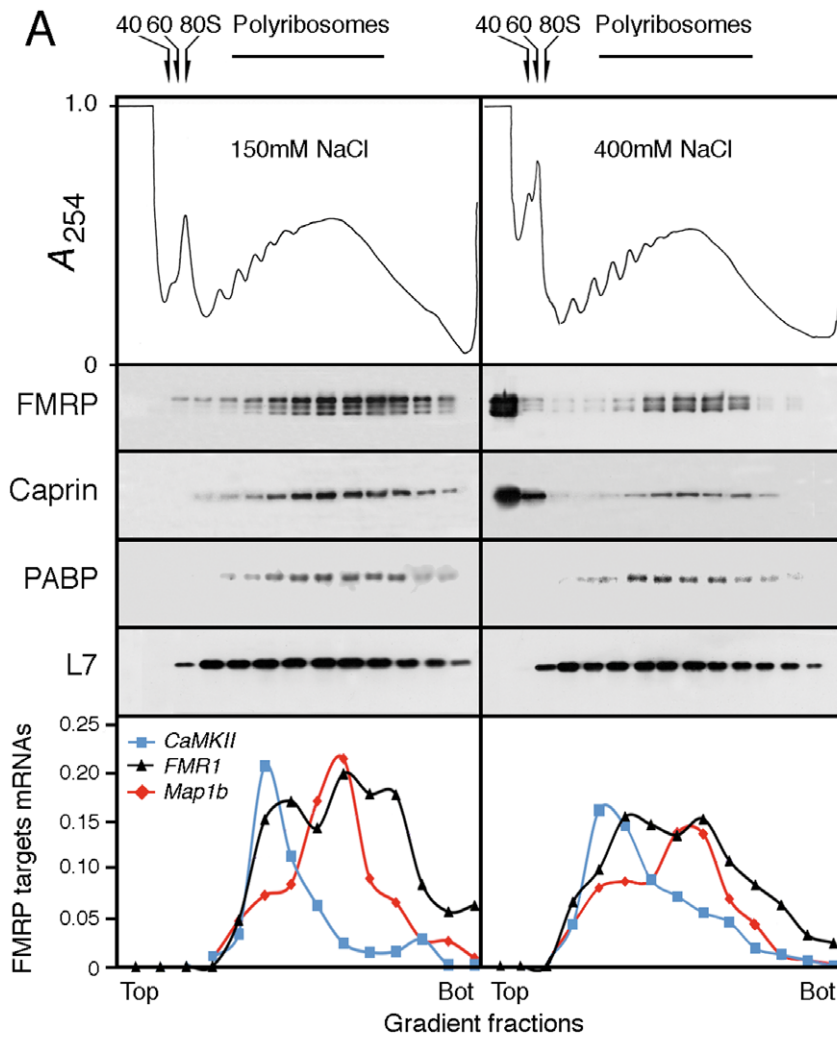 A
40 60 80S Polyribosomes
40 60 80S Polyribosomes
1.0
150mM NaCl
400mM NaCl
A254
0
FMRP
Caprin
PABP
L7
0.25
0.20
0.15
0.10
0.05
0
FMRP targets mRNAs
CaMKII
FMR1
Map1b
Top Bot Top Bot
Gradient fractions